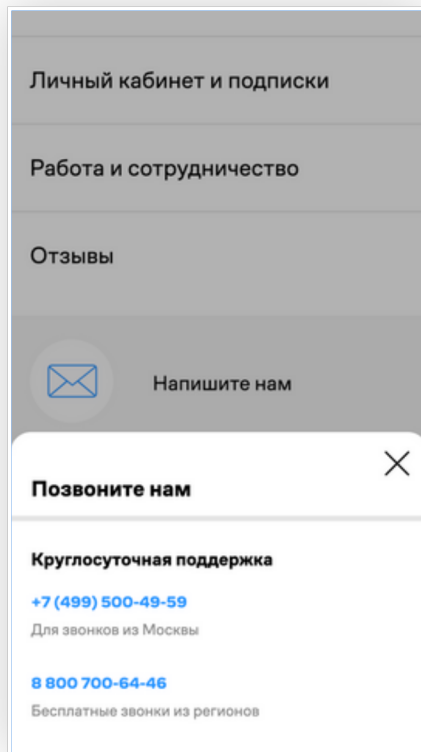 Личный кабинет и подписки
Работа и сотрудничество
Отзывы
Напишите нам
Позвоните нам
Круглосуточная поддержка
+7 (499) 500-49-59
Для звонков из Москвы
8 800 700-64-46
Бесплатные звонки из регионов